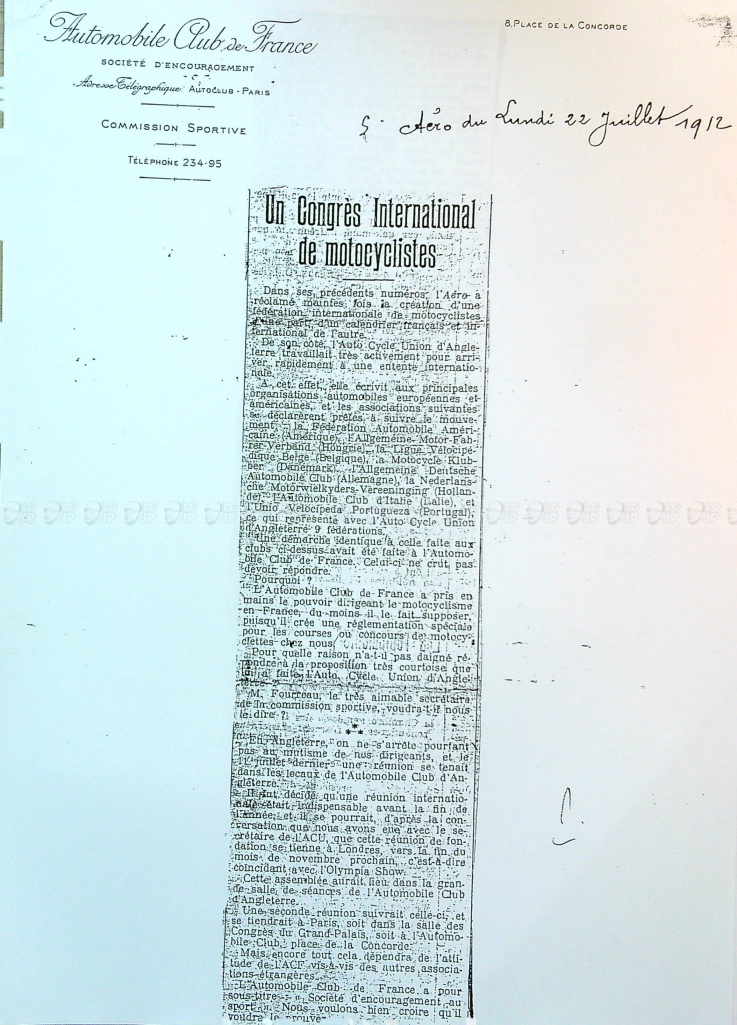 Automobile Club de France
8, PLACE DE LA CONCORDE
SOCIÉTÉ D'ENCOURAGEMENT
Adresse Télégraphique: AUTOCLUB - PARIS
COMMISSION SPORTIVE
TÉLÉPHONE 234-95
Aéro du Lundi 22 Juillet 1912
Un Congrès International
de motocyclistes
Dans ses précédents numéros, l'Aéro a
réclamé maintes fois la création d'une
fédération internationale de motocyclistes
d'une part, d'un calendrier français et in-
ternational de l'autre.
De son côté, l'Auto Cycle Union d'Angle-
terre travaillait très activement pour arri-
ver rapidement à une entente internatio-
nale.
A cet effet, elle écrivit aux principales
organisations automobiles européennes et
américaines, et les associations suivantes
se déclarèrent prêtes à suivre le mouve-
ment : la Fédération Automobile Améri-
caine (Amérique), l'Allgemeine Motor-Fah-
rer-Verband (Hongrie), la Ligue Vélocipé-
dique Belge (Belgique), a Motocycle Klub-
ber (Danemark), l'Allgemeine Deutsche
Automobile Club (Allemagne), la Nederlans-
che Motorwielkyders-Vereeninging (Hollan-
de), l'Automobile Club d'Italie (Italie), et
l'Unio Velocipéda Portugueza (Portugal),
ce qui représente avec l'Auto Cycle Union
d'Angleterre 9 fédérations.
Une démarche identique à celle faite aux
clubs ci-dessus avait été faite à l'Automo-
bile Club de France. Celui-ci ne crut pas
devoir répondre.
Pourquoi ?
L'Automobile Club de France a pris en
mains le pouvoir dirigeant le motocyclisme
en France, du moins il le fait supposer,
puisqu'il crée une réglementation spéciale
pour les courses ou concours de motocy-
clettes chez nous.
Pour quelle raison n'a-t-il pas daigné ré-
pondre à la proposition très courtoise que
lui a faite l'Auto Cycle Union d'Angle-
terre
M. Fourreau, le très aimable secrétaire
de la commission sportive, voudra-t-il nous
le dire ?
***
En Angleterre, on ne s'arrête pourtant
pas au mutisme de nos dirigeants, et le
juillet dernier une réunion se tenait
dans les locaux de l'Automobile Club d'An-
gleterre.
Il fut décidé qu'une réunion internatio-
nale était indispensable avant la fin de
l'année, et il se pourrait, d'après la con-
versation que nous avons eue avec le se-
crétaire de l'ACU, que cette réunion de fon-
dation se tienne à Londres, vers la fin du
mois de novembre prochain, c'est-à-dire
coïncidant avec l'Olympia Show.
Cette assemblée aurait lieu dans la gran-
de salle de séances de l'Automobile Club
d'Angleterre.
Une seconde réunion suivrait celle-ci, et
se tiendrait à Paris, soit dans la salle des
Congrès du Grand-Palais, soit à l'Automo-
bile Club, place de la Concorde.
Mais encore tout cela dépendra de l'atti-
tude de l'ACF vis-à-vis des autres associa-
tions étrangères.
L'Automobile Club de France a pour
sous-titre : « Société d'encouragement au
sport ». Nous voulons bien croire qu'il
voudra le prouver